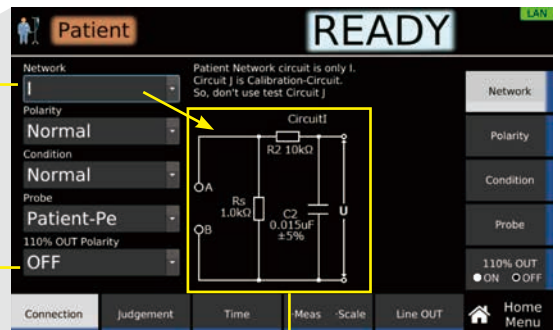 LAN
Patient
READY
Network
I
Polarity
Normal
Condition
Normal
Probe
Patient-Pe
110% OUT Polarity
OFF
Patient Network circuit is only I.
Circuit J is Calibration-Circuit.
So, don't use test Circuit J
CircuitI
R2 10kΩ
A
Rs
1.0kΩ
B
C2
0.015uF
±5%
U
Network
Polarity
Condition
Probe
110% OUT
ON OFF
Connection
Judgement
Time
·Meas ·Scale
Line OUT
Home
Menu